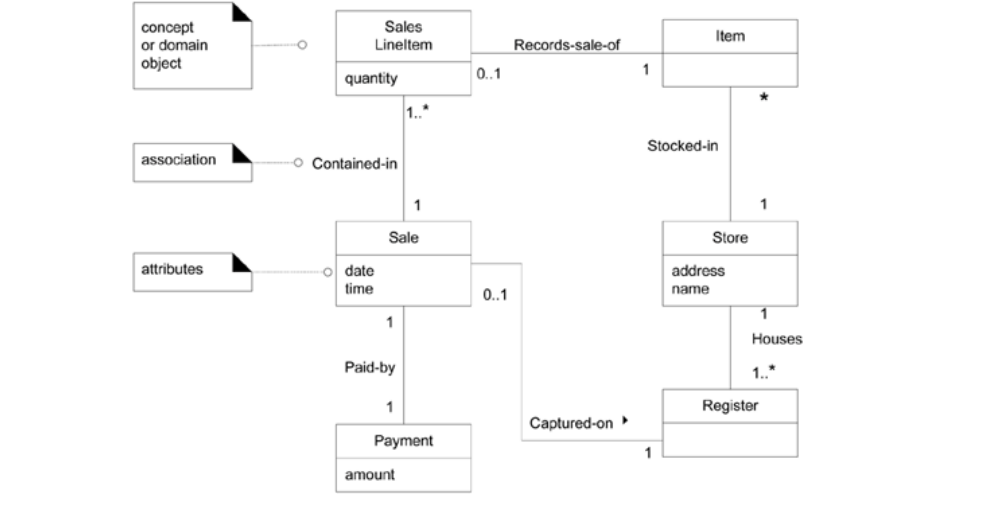 concept
or domain
object
Sales
LineItem
quantity
Records-sale-of
0..1
1
Item
*
1..*
association
Contained-in
Stocked-in
1
1
attributes
Sale
date
time
0..1
Store
address
name
1
1
Houses
Paid-by
1..*
1
Register
Captured-on
1
Payment
amount